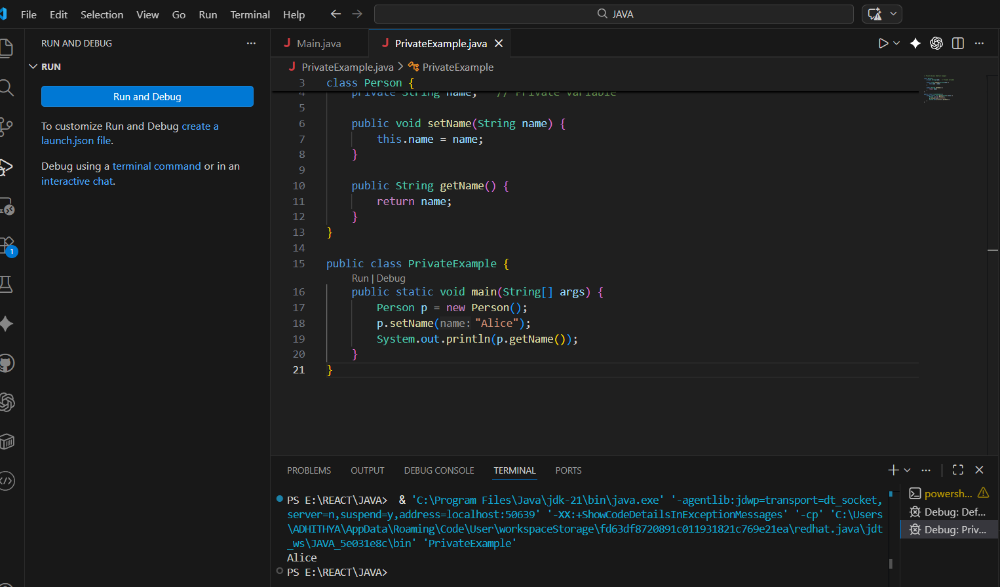 File Edit Selection View Go Run Terminal Help JAVA
RUN AND DEBUG
RUN
Run and Debug
To customize Run and Debug create a
launch.json file.
Debug using a terminal command or in an
interactive chat.
1
Main.java PrivateExample.java
PrivateExample.java > PrivateExample
3 class Person {
4 private String name; // Private variable
5
6 public void setName(String name) {
7 this.name = name;
8 }
9
10 public String getName() {
11 return name;
12 }
13 }
14
15 public class PrivateExample {
Run | Debug
16 public static void main(String[] args) {
17 Person p = new Person();
18 p.setName(name: "Alice");
19 System.out.println(p.getName());
20 }
21 }
PROBLEMS OUTPUT DEBUG CONSOLE TERMINAL PORTS
PS E:\REACT\JAVA> & 'C:\Program Files\Java\jdk-21\bin\java.exe' '-agentlib:jdwp=transport=dt_socket,
server=n,suspend=y,address=localhost:50639' '-XX:+ShowCodeDetailsInExceptionMessages' '-cp' 'C:\Users
\ADHITHYA\AppData\Roaming\Code\User\workspaceStorage\fd63df8720891c011931821c769e21ea\redhat.java\jdt
_ws\JAVA_5e031e8c\bin' 'PrivateExample'
Alice
PS E:\REACT\JAVA>
powersh...
Debug: Def...
Debug: Priv...